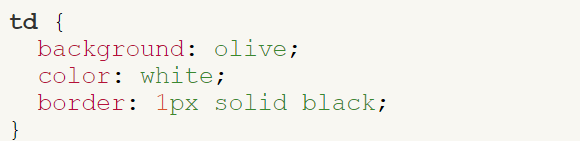 td {
  background: olive;
  color: white;
  border: 1px solid black;
}